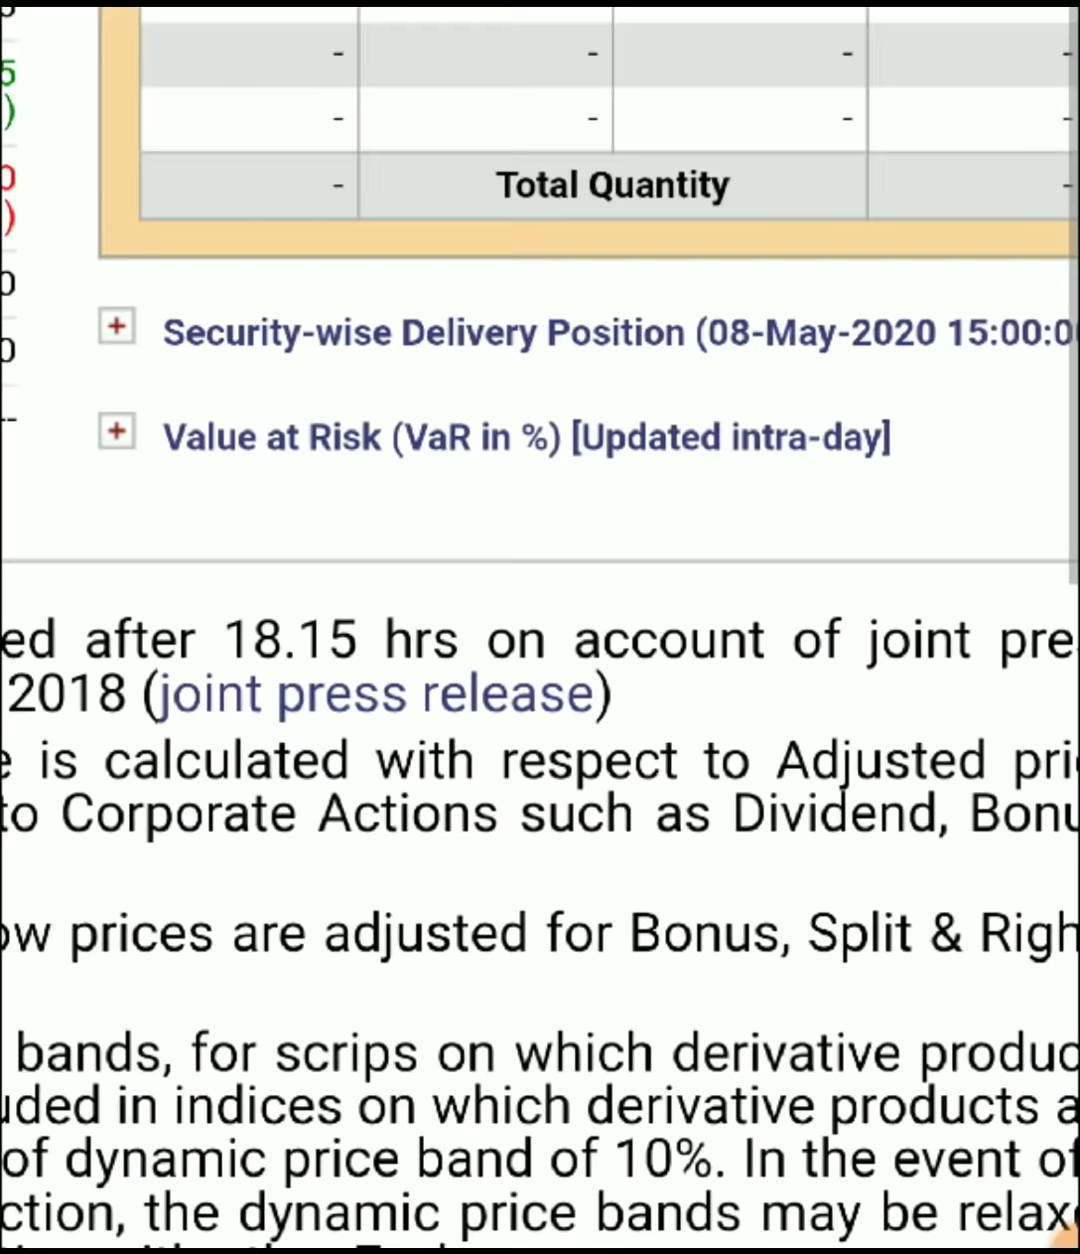 - - - -
- - - -
- Total Quantity -
Security-wise Delivery Position (08-May-2020 15:00:0
Value at Risk (VaR in %) [Updated intra-day]
ed after 18.15 hrs on account of joint pre
2018 (joint press release)
is calculated with respect to Adjusted pri
to Corporate Actions such as Dividend, Bonu
ow prices are adjusted for Bonus, Split & Righ
bands, for scrips on which derivative produc
uded in indices on which derivative products a
of dynamic price band of 10%. In the event of
ction, the dynamic price bands may be relax